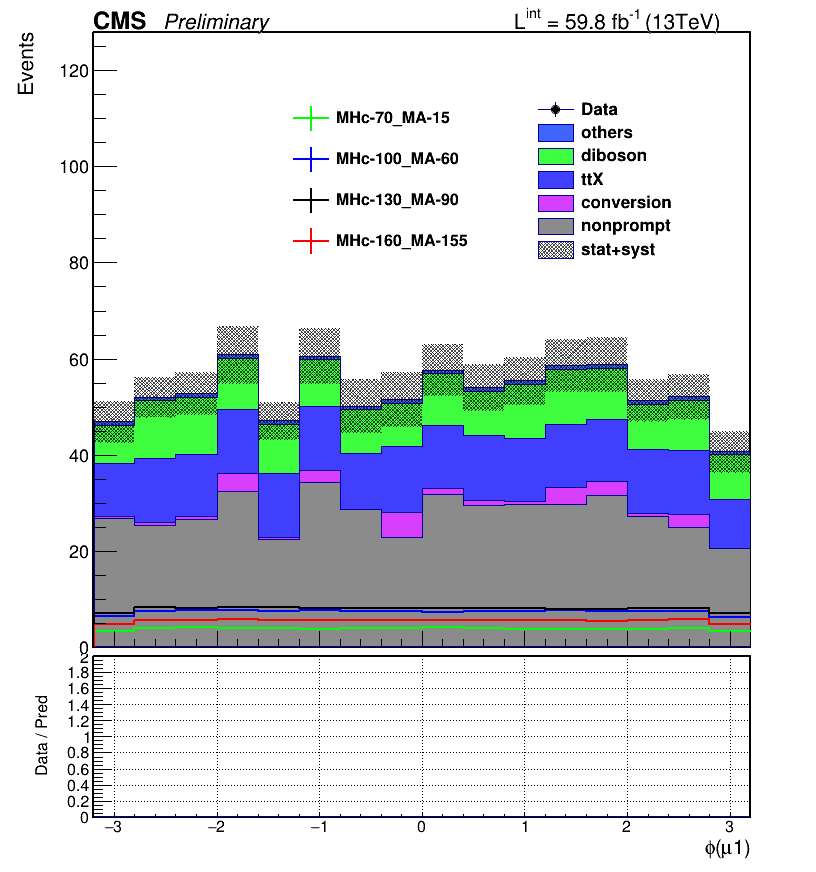 CMS Preliminary L^int = 59.8 fb^-1 (13TeV)
Events
120
100
80
60
40
20
0
MHc-70_MA-15
MHc-100_MA-60
MHc-130_MA-90
MHc-160_MA-155
Data
others
diboson
ttX
conversion
nonprompt
stat+syst
Data / Pred
2
1.8
1.6
1.4
1.2
1
0.8
0.6
0.4
0.2
0
−3 −2 −1 0 1 2 3
ϕ(μ1)